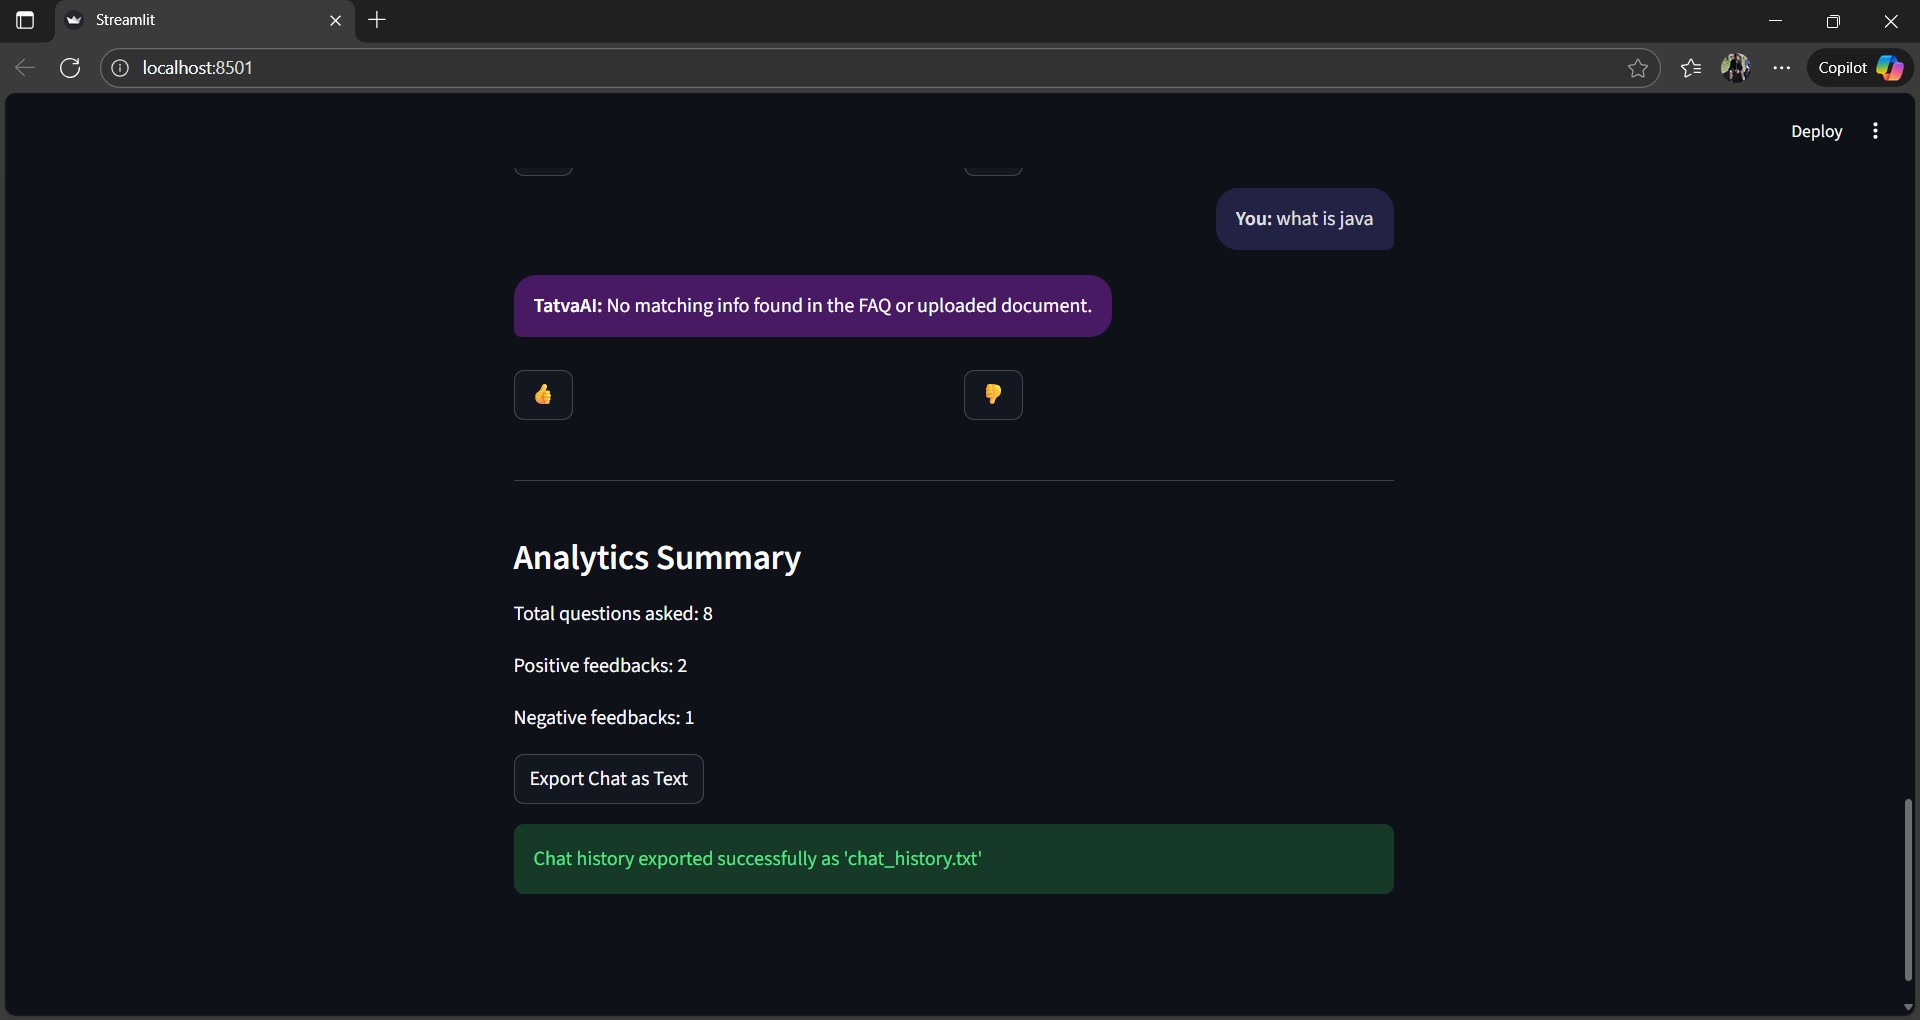 Streamlit
localhost:8501
Copilot
Deploy
You: what is java
TatvaAI: No matching info found in the FAQ or uploaded document.
Analytics Summary
Total questions asked: 8
Positive feedbacks: 2
Negative feedbacks: 1
Export Chat as Text
Chat history exported successfully as 'chat_history.txt'